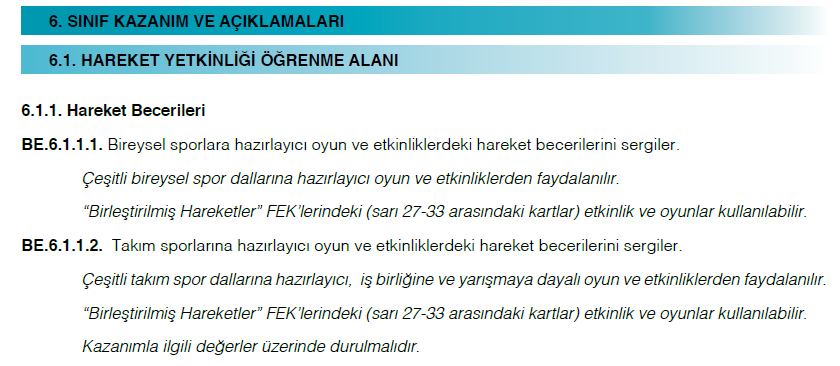 6. SINIF KAZANIM VE AÇIKLAMALARI
6.1. HAREKET YETKİNLİĞİ ÖĞRENME ALANI
6.1.1. Hareket Becerileri
BE.6.1.1.1. Bireysel sporlara hazırlayıcı oyun ve etkinliklerdeki hareket becerilerini sergiler.
Çeşitli bireysel spor dallarına hazırlayıcı oyun ve etkinliklerden faydalanılır.
“Birleştirilmiş Hareketler” FEK’lerindeki (sarı 27-33 arasındaki kartlar) etkinlik ve oyunlar kullanılabilir.
BE.6.1.1.2. Takım sporlarına hazırlayıcı oyun ve etkinliklerdeki hareket becerilerini sergiler.
Çeşitli takım spor dallarına hazırlayıcı, iş birliğine ve yarışmaya dayalı oyun ve etkinliklerden faydalanılır.
“Birleştirilmiş Hareketler” FEK’lerindeki (sarı 27-33 arasındaki kartlar) etkinlik ve oyunlar kullanılabilir.
Kazanımla ilgili değerler üzerinde durulmalıdır.